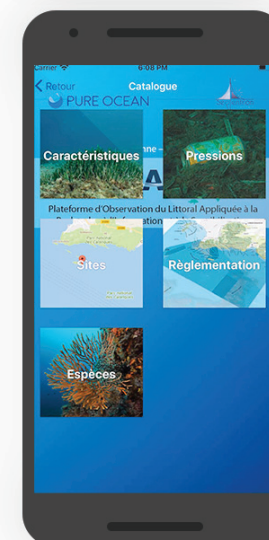 Carrier 6:08 PM
Retour Catalogue
PURE OCEAN
Caractéristiques
Pressions
Plateforme d'Observation du Littoral Appliquée à la
Sites
Règlementation
Espèces